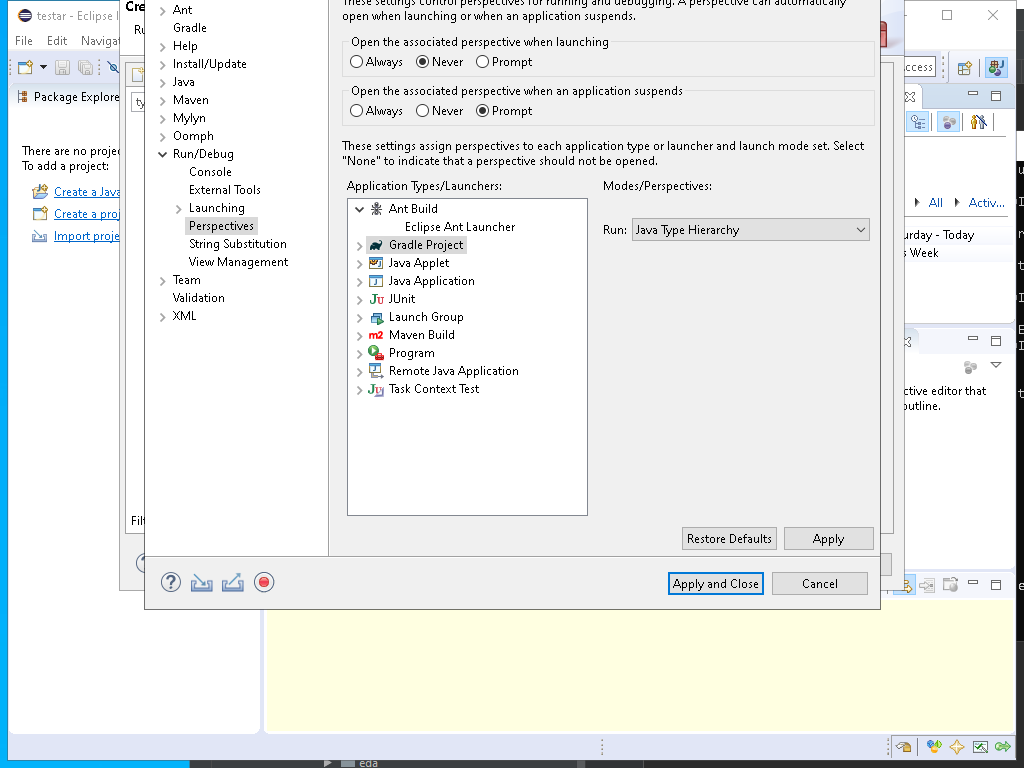 testar - Eclipse I
Cre
File Edit Naviga
Ru
Package Explore
There are no projec
To add a project:
Create a Java
Create a proj
Import proje
ty
Filt
Ant
Gradle
Help
Install/Update
Java
Maven
Mylyn
Oomph
Run/Debug
Console
External Tools
Launching
Perspectives
String Substitution
View Management
Team
Validation
XML
These settings control perspectives for running and debugging. A perspective can automatically
open when launching or when an application suspends.
Open the associated perspective when launching
Always Never Prompt
Open the associated perspective when an application suspends
Always Never Prompt
These settings assign perspectives to each application type or launcher and launch mode set. Select
"None" to indicate that a perspective should not be opened.
Application Types/Launchers:
Modes/Perspectives:
Ant Build
Eclipse Ant Launcher
Gradle Project
Java Applet
Java Application
JUnit
Launch Group
Maven Build
Program
Remote Java Application
Task Context Test
Run: Java Type Hierarchy
Restore Defaults Apply
Apply and Close Cancel
ccess
All Activ...
urday - Today
s Week
ctive editor that
outline.
eda